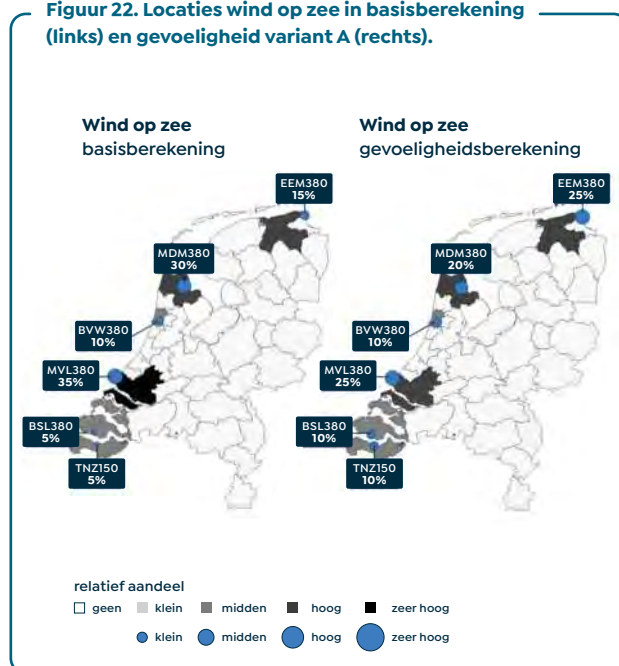 Figuur 22. Locaties wind op zee in basisberekening
(links) en gevoeligheid variant A (rechts).
Wind op zee
basisberekening
EEM380
15%
MDM380
30%
BVW380
10%
MVL380
35%
BSL380
5%
TNZ150
5%
Wind op zee
gevoeligheidsberekening
EEM380
25%
MDM380
20%
BVW380
10%
MVL380
25%
BSL380
10%
TNZ150
10%
relatief aandeel
geen klein midden hoog zeer hoog
klein midden hoog zeer hoog